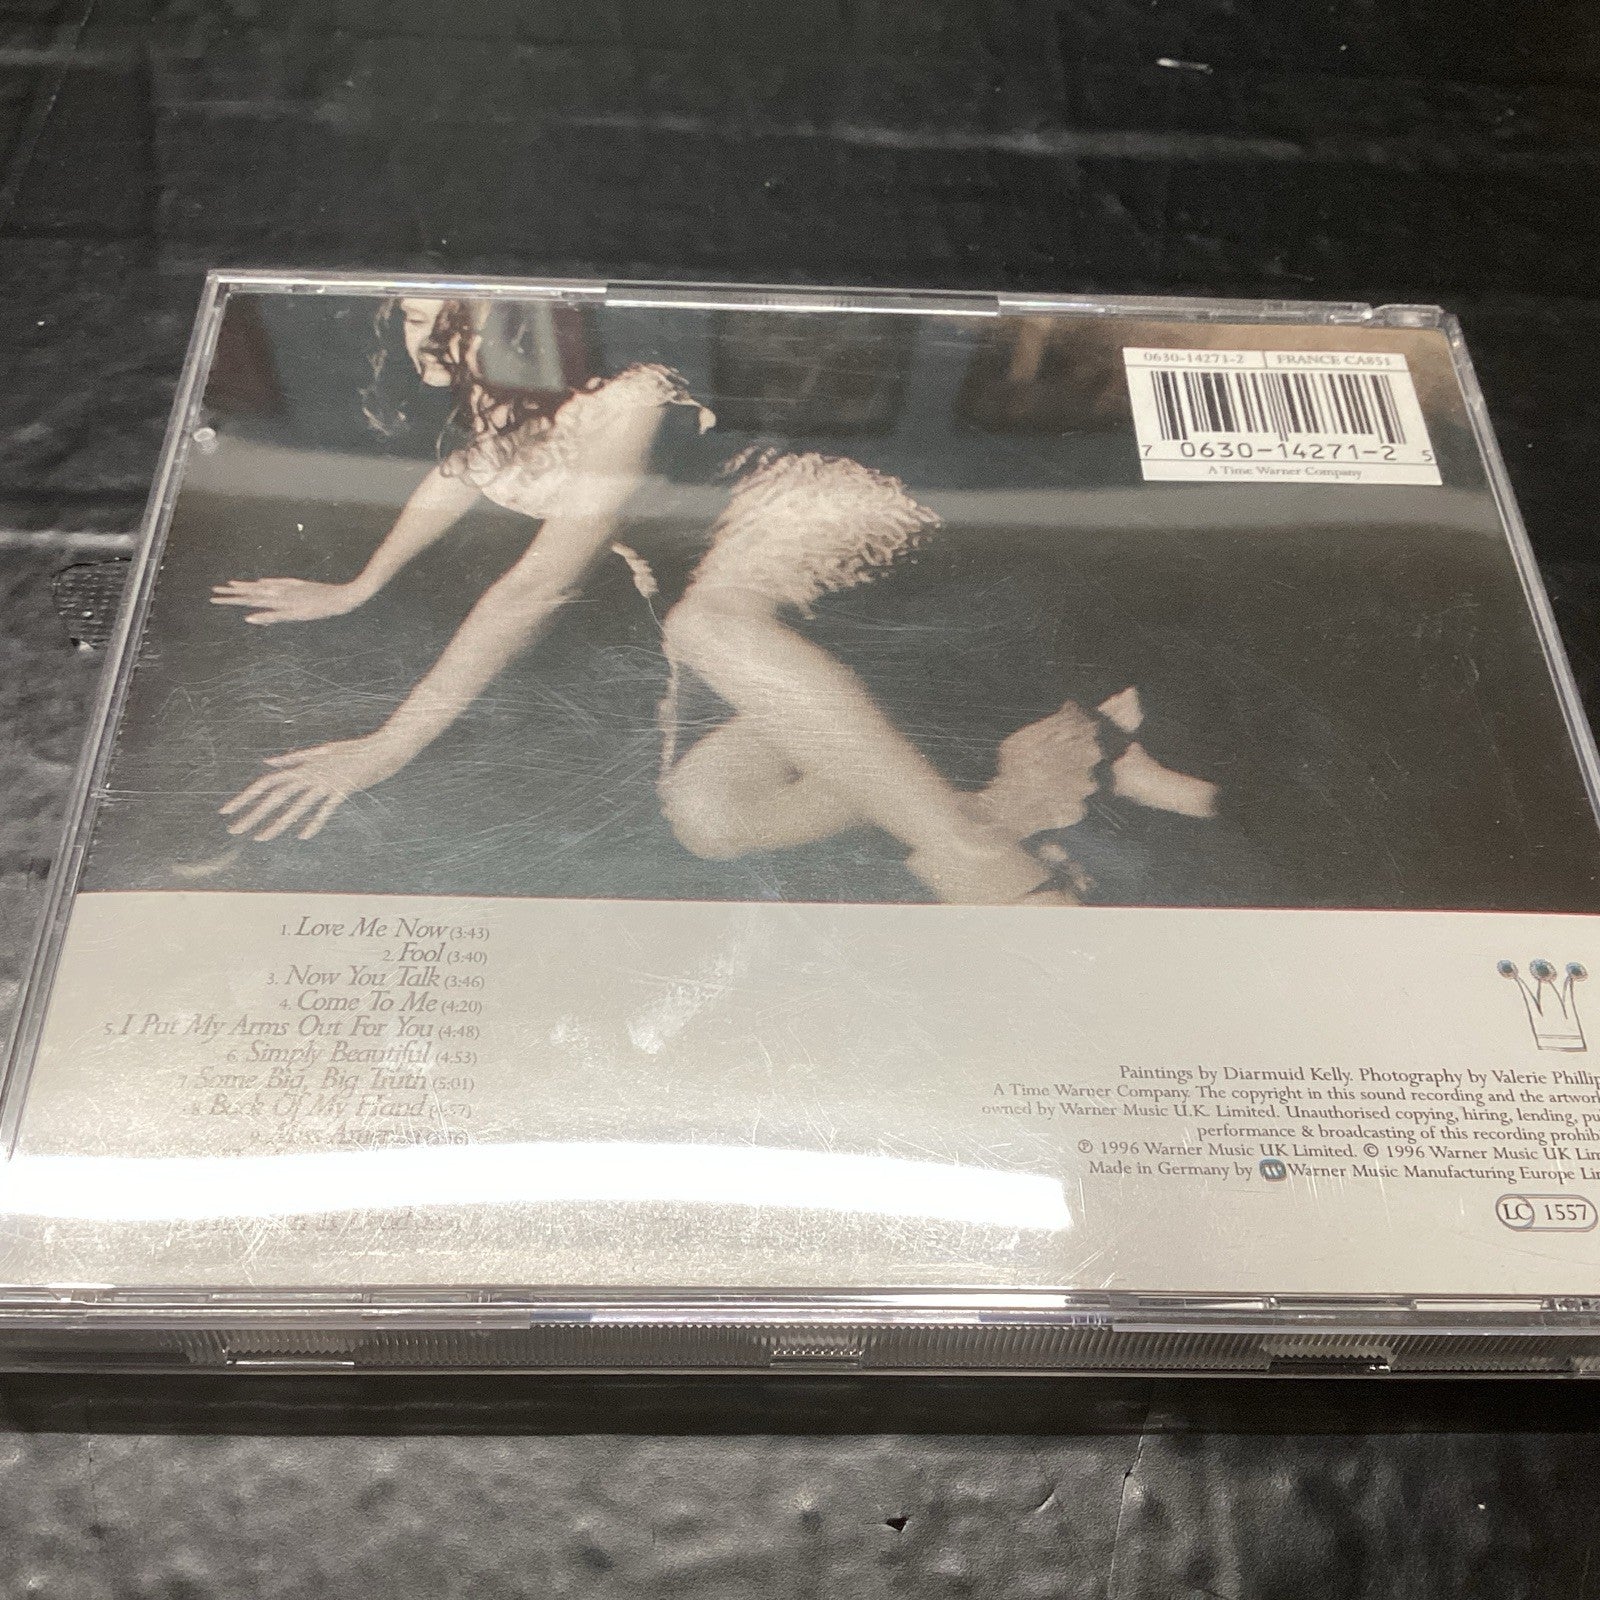 0630-14271-2 FRANCE CA851
7 0630-14271-2 5
A Time Warner Company
1. Love Me Now (3:43)
2. Fool (3:40)
3. Now You Talk (3:46)
4. Come To Me (4:20)
5. I Put My Arms Out For You (4:48)
6. Simply Beautiful (4:53)
7. Some Big, Big Truth (5:01)
8. Back Of My Hand
9.
Paintings by Diarmuid Kelly. Photography by Valerie Phillip
A Time Warner Company. The copyright in this sound recording and the artwor
owned by Warner Music U.K. Limited. Unauthorised copying, hiring, lending, pu
performance & broadcasting of this recording prohib
℗ 1996 Warner Music UK Limited. © 1996 Warner Music UK Lim
Made in Germany by Warner Music Manufacturing Europe Li
LC 1557